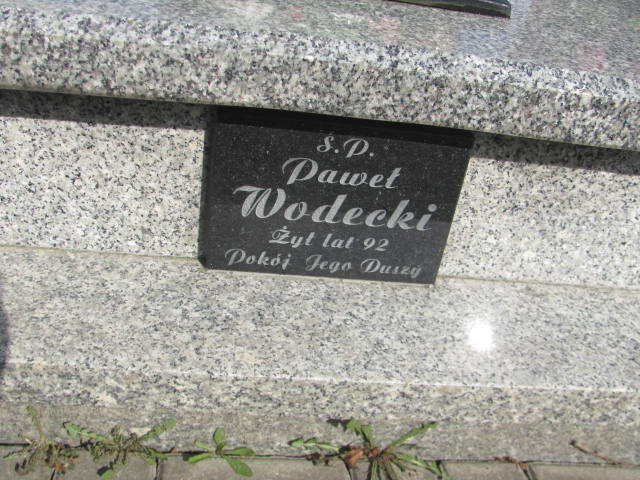 Ś.P.
Paweł
Wodecki
Żył lat 92
Pokój Jego Duszy